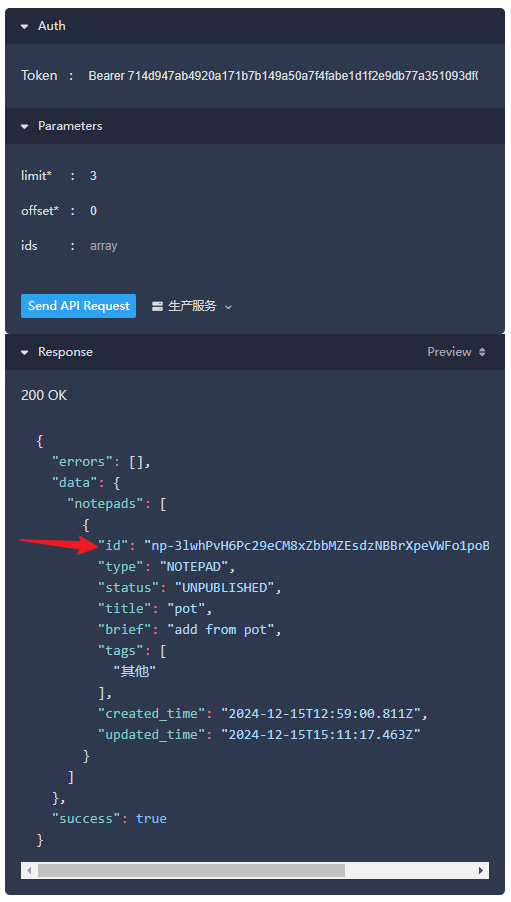 Auth
Token : Bearer 714d947ab4920a171b7b149a50a7f4fabe1d1f2e9db77a351093df
Parameters
limit* : 3
offset* : 0
ids : array
Send API Request 生产服务
Response Preview
200 OK
{
"errors": [],
"data": {
"notepads": [
{
"id": "np-3lwhPvH6Pc29eCM8xZbbMZEsdzNBBrXpeVWFo1poB
"type": "NOTEPAD",
"status": "UNPUBLISHED",
"title": "pot",
"brief": "add from pot",
"tags": [
"其他"
],
"created_time": "2024-12-15T12:59:00.811Z",
"updated_time": "2024-12-15T15:11:17.463Z"
}
]
},
"success": true
}